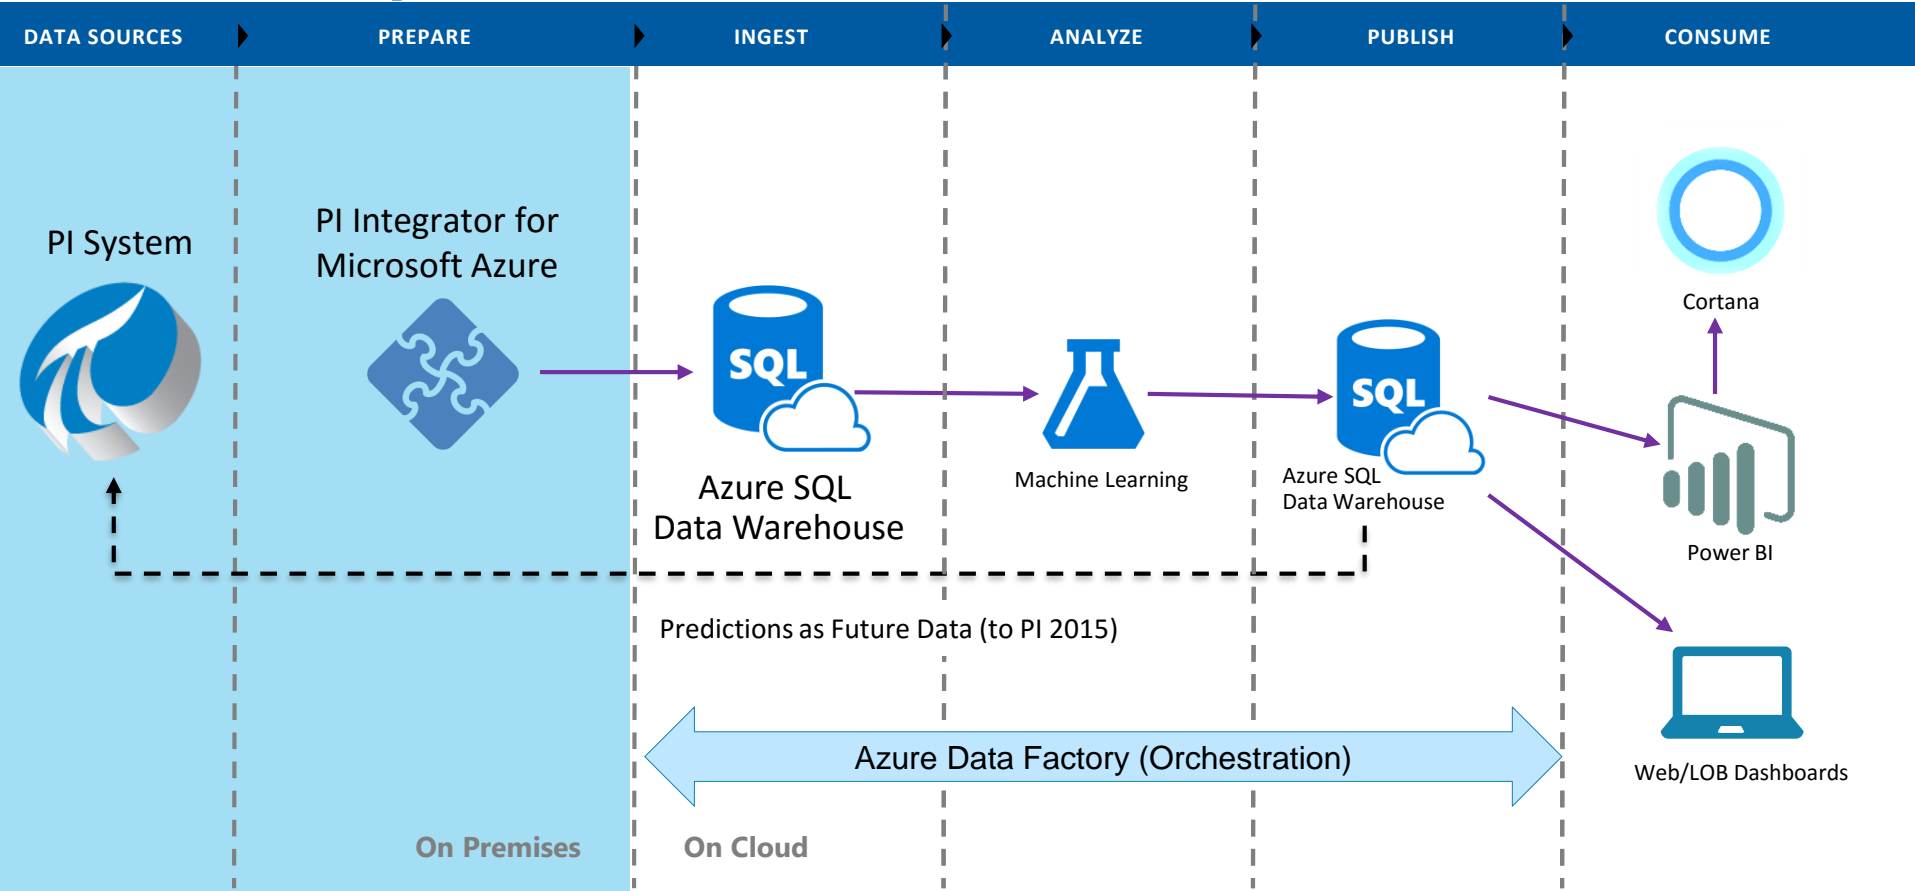 DATA SOURCES
PREPARE
INGEST
ANALYZE
PUBLISH
CONSUME
PI System
PI Integrator for
Microsoft Azure
SQL
Azure SQL
Data Warehouse
Machine Learning
SQL
Azure SQL
Data Warehouse
Cortana
Power BI
Predictions as Future Data (to PI 2015)
Azure Data Factory (Orchestration)
Web/LOB Dashboards
On Premises
On Cloud